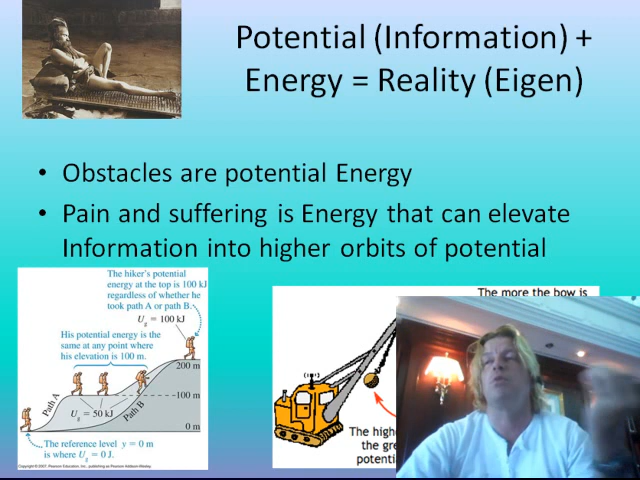 Potential (Information) +
Energy = Reality (Eigen)
• Obstacles are potential Energy
• Pain and suffering is Energy that can elevate
Information into higher orbits of potential
The hiker's potential
energy at the top is 100 kJ
regardless of whether he
took path A or path B.
Ug = 100 kJ
His potential energy is the
same at any point where
his elevation is 100 m.
200 m
100 m
Path A
Ug = 50 kJ
Path B
0 m
The reference level y = 0 m
is where Ug = 0 J.
Copyright © 2007, Pearson Education, Inc., publishing as Pearson Addison-Wesley.
The more the bow is
The
the gre